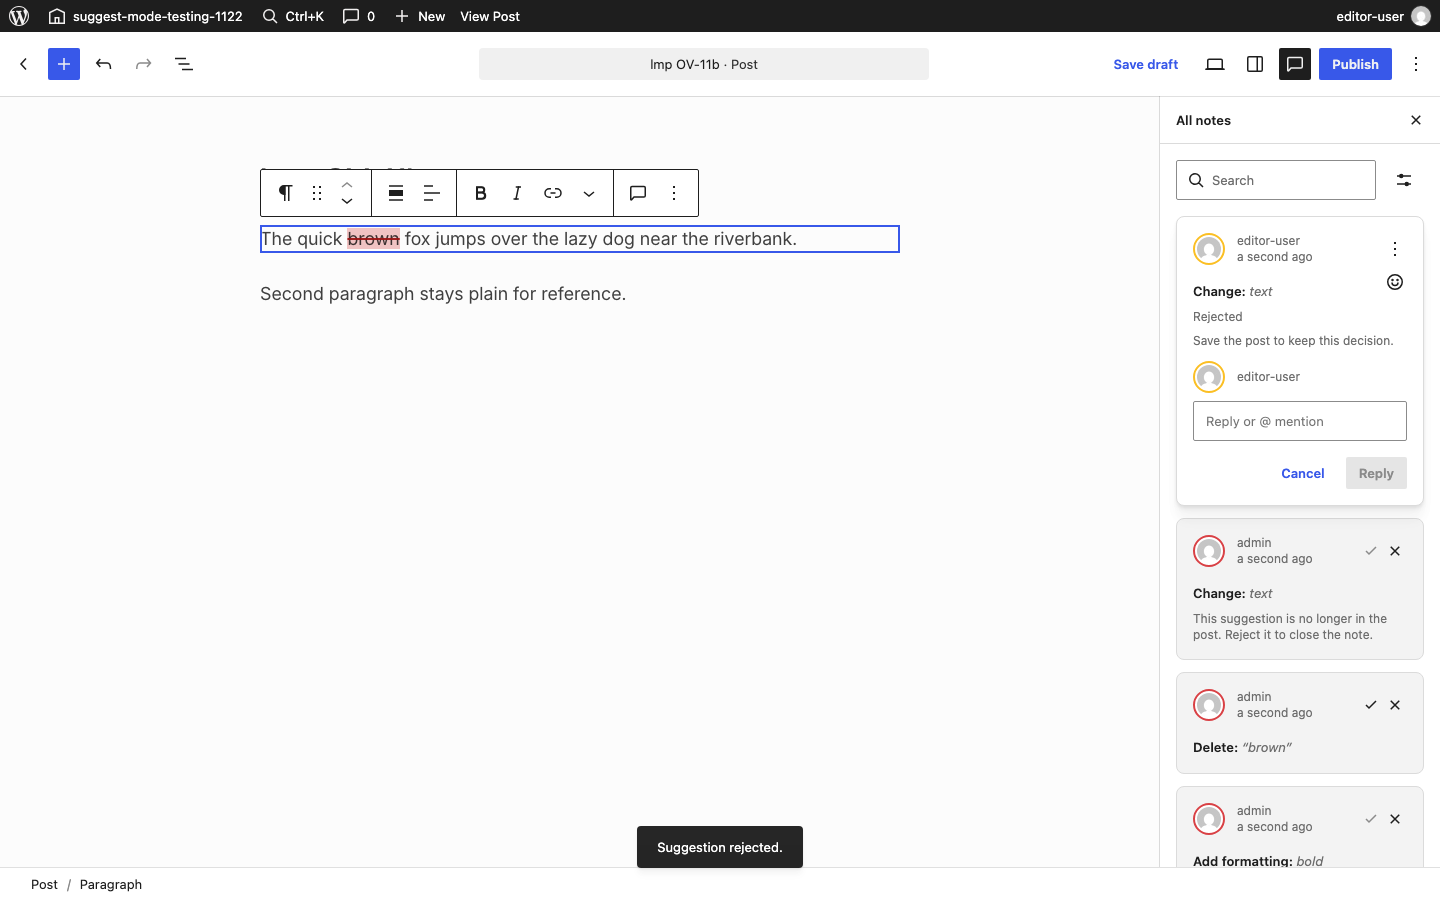 suggest-mode-testing-1122 Ctrl+K 0 New View Post editor-user
Imp OV-11b · Post Save draft Publish
All notes
Search
The quick brown fox jumps over the lazy dog near the riverbank.
Second paragraph stays plain for reference.
editor-user
a second ago
Change: text
Rejected
Save the post to keep this decision.
editor-user
Reply or @ mention
Cancel Reply
admin
a second ago
Change: text
This suggestion is no longer in the
post. Reject it to close the note.
admin
a second ago
Delete: “brown”
admin
a second ago
Add formatting: bold
Suggestion rejected.
Post / Paragraph